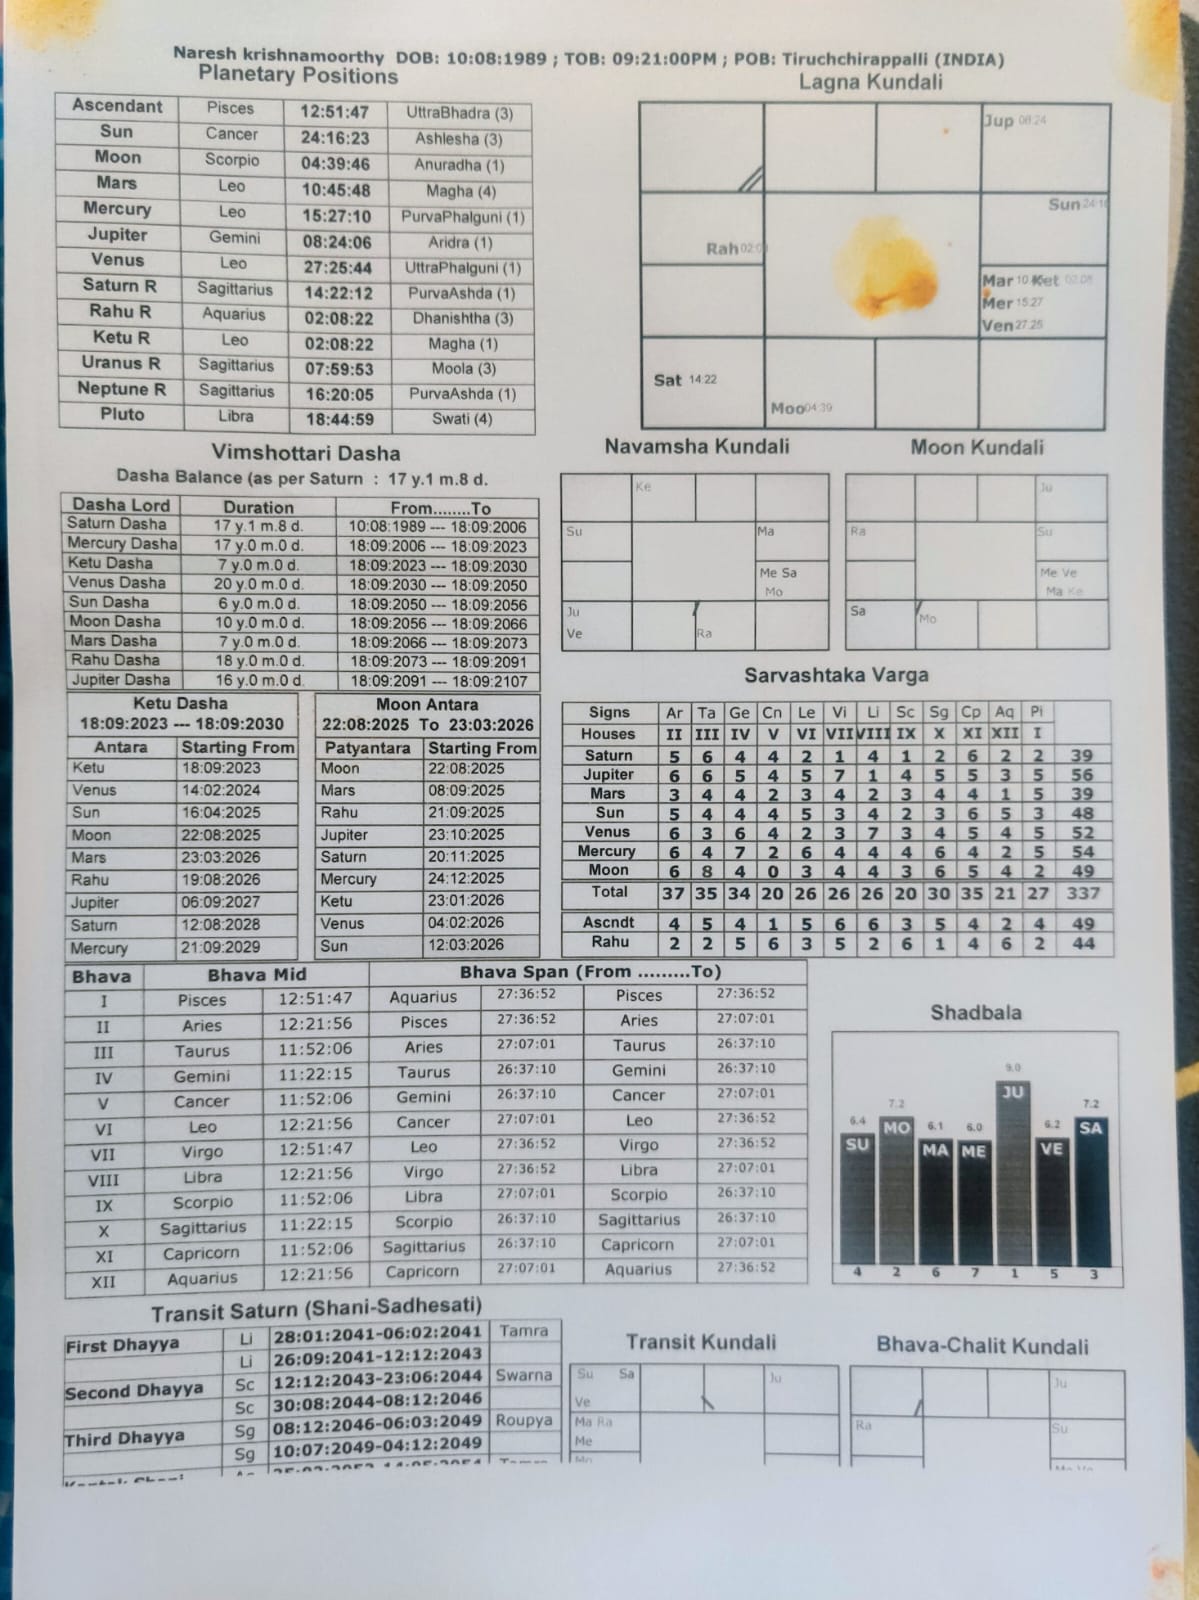 Naresh krishnamoorthy DOB: 10:08:1989 ; TOB: 09:21:00PM ; POB: Tiruchchirappalli (INDIA)
Planetary Positions
Ascendant Pisces 12:51:47 UttraBhadra (3)
Sun Cancer 24:16:23 Ashlesha (3)
Moon Scorpio 04:39:46 Anuradha (1)
Mars Leo 10:45:48 Magha (4)
Mercury Leo 15:27:10 PurvaPhalguni (1)
Jupiter Gemini 08:24:06 Aridra (1)
Venus Leo 27:25:44 UttraPhalguni (1)
Saturn R Sagittarius 14:22:12 PurvaAshda (1)
Rahu R Aquarius 02:08:22 Dhanishtha (3)
Ketu R Leo 02:08:22 Magha (1)
Uranus R Sagittarius 07:59:53 Moola (3)
Neptune R Sagittarius 16:20:05 PurvaAshda (1)
Pluto Libra 18:44:59 Swati (4)
Lagna Kundali
Jup 08:24
Sun 24:16
Rah
Mar 10 Ket 02:08
Mer 15:27
Ven 27:25
Sat 14:22
Moo 04:39
Vimshottari Dasha
Dasha Balance (as per Saturn : 17 y.1 m.8 d.
Dasha Lord Duration From........To
Saturn Dasha 17 y.1 m.8 d. 10:08:1989 --- 18:09:2006
Mercury Dasha 17 y.0 m.0 d. 18:09:2006 --- 18:09:2023
Ketu Dasha 7 y.0 m.0 d. 18:09:2023 --- 18:09:2030
Venus Dasha 20 y.0 m.0 d. 18:09:2030 --- 18:09:2050
Sun Dasha 6 y.0 m.0 d. 18:09:2050 --- 18:09:2056
Moon Dasha 10 y.0 m.0 d. 18:09:2056 --- 18:09:2066
Mars Dasha 7 y.0 m.0 d. 18:09:2066 --- 18:09:2073
Rahu Dasha 18 y.0 m.0 d. 18:09:2073 --- 18:09:2091
Jupiter Dasha 16 y.0 m.0 d. 18:09:2091 --- 18:09:2107
Navamsha Kundali
Ke
Su Ma
Me Sa
Mo
Ju
Ve Ra
Moon Kundali
Ju
Ra Su
Me Ve
Ma Ke
Sa Mo
Ketu Dasha
18:09:2023 --- 18:09:2030
Antara Starting From
Ketu 18:09:2023
Venus 14:02:2024
Sun 16:04:2025
Moon 22:08:2025
Mars 23:03:2026
Rahu 19:08:2026
Jupiter 06:09:2027
Saturn 12:08:2028
Mercury 21:09:2029
Moon Antara
22:08:2025 To 23:03:2026
Patyantara Starting From
Moon 22:08:2025
Mars 08:09:2025
Rahu 21:09:2025
Jupiter 23:10:2025
Saturn 20:11:2025
Mercury 24:12:2025
Ketu 23:01:2026
Venus 04:02:2026
Sun 12:03:2026
Sarvashtaka Varga
Signs Ar Ta Ge Cn Le Vi Li Sc Sg Cp Aq Pi
Houses II III IV V VI VII VIII IX X XI XII I
Saturn 5 6 4 4 2 1 4 1 2 6 2 2 39
Jupiter 6 6 5 4 5 7 1 4 5 5 3 5 56
Mars 3 4 4 2 3 4 2 3 4 4 1 5 39
Sun 5 4 4 4 5 3 4 2 3 6 5 3 48
Venus 6 3 6 4 2 3 7 3 4 5 4 5 52
Mercury 6 4 7 2 6 4 4 4 6 4 2 5 54
Moon 6 8 4 0 3 4 4 3 6 5 4 2 49
Total 37 35 34 20 26 26 26 20 30 35 21 27 337
Ascndt 4 5 4 1 5 6 6 3 5 4 2 4 49
Rahu 2 2 5 6 3 5 2 6 1 4 6 2 44
Bhava Bhava Mid Bhava Span (From .........To)
I Pisces 12:51:47 Aquarius 27:36:52 Pisces 27:36:52
II Aries 12:21:56 Pisces 27:36:52 Aries 27:07:01
III Taurus 11:52:06 Aries 27:07:01 Taurus 26:37:10
IV Gemini 11:22:15 Taurus 26:37:10 Gemini 26:37:10
V Cancer 11:52:06 Gemini 26:37:10 Cancer 27:07:01
VI Leo 12:21:56 Cancer 27:07:01 Leo 27:36:52
VII Virgo 12:51:47 Leo 27:36:52 Virgo 27:36:52
VIII Libra 12:21:56 Virgo 27:36:52 Libra 27:07:01
IX Scorpio 11:52:06 Libra 27:07:01 Scorpio 26:37:10
X Sagittarius 11:22:15 Scorpio 26:37:10 Sagittarius 26:37:10
XI Capricorn 11:52:06 Sagittarius 26:37:10 Capricorn 27:07:01
XII Aquarius 12:21:56 Capricorn 27:07:01 Aquarius 27:36:52
Shadbala
6.4 7.2 6.1 6.0 9.0 6.2 7.2
SU MO MA ME JU VE SA
4 2 6 7 1 5 3
Transit Saturn (Shani-Sadhesati)
First Dhayya Li 28:01:2041-06:02:2041 Tamra
Li 26:09:2041-12:12:2043
Second Dhayya Sc 12:12:2043-23:06:2044 Swarna
Sc 30:08:2044-08:12:2046
Third Dhayya Sg 08:12:2046-06:03:2049 Roupya
Sg 10:07:2049-04:12:2049
Transit Kundali
Su Sa Ju
Ve
Ma Ra
Me
Bhava-Chalit Kundali
Ju
Ra Su